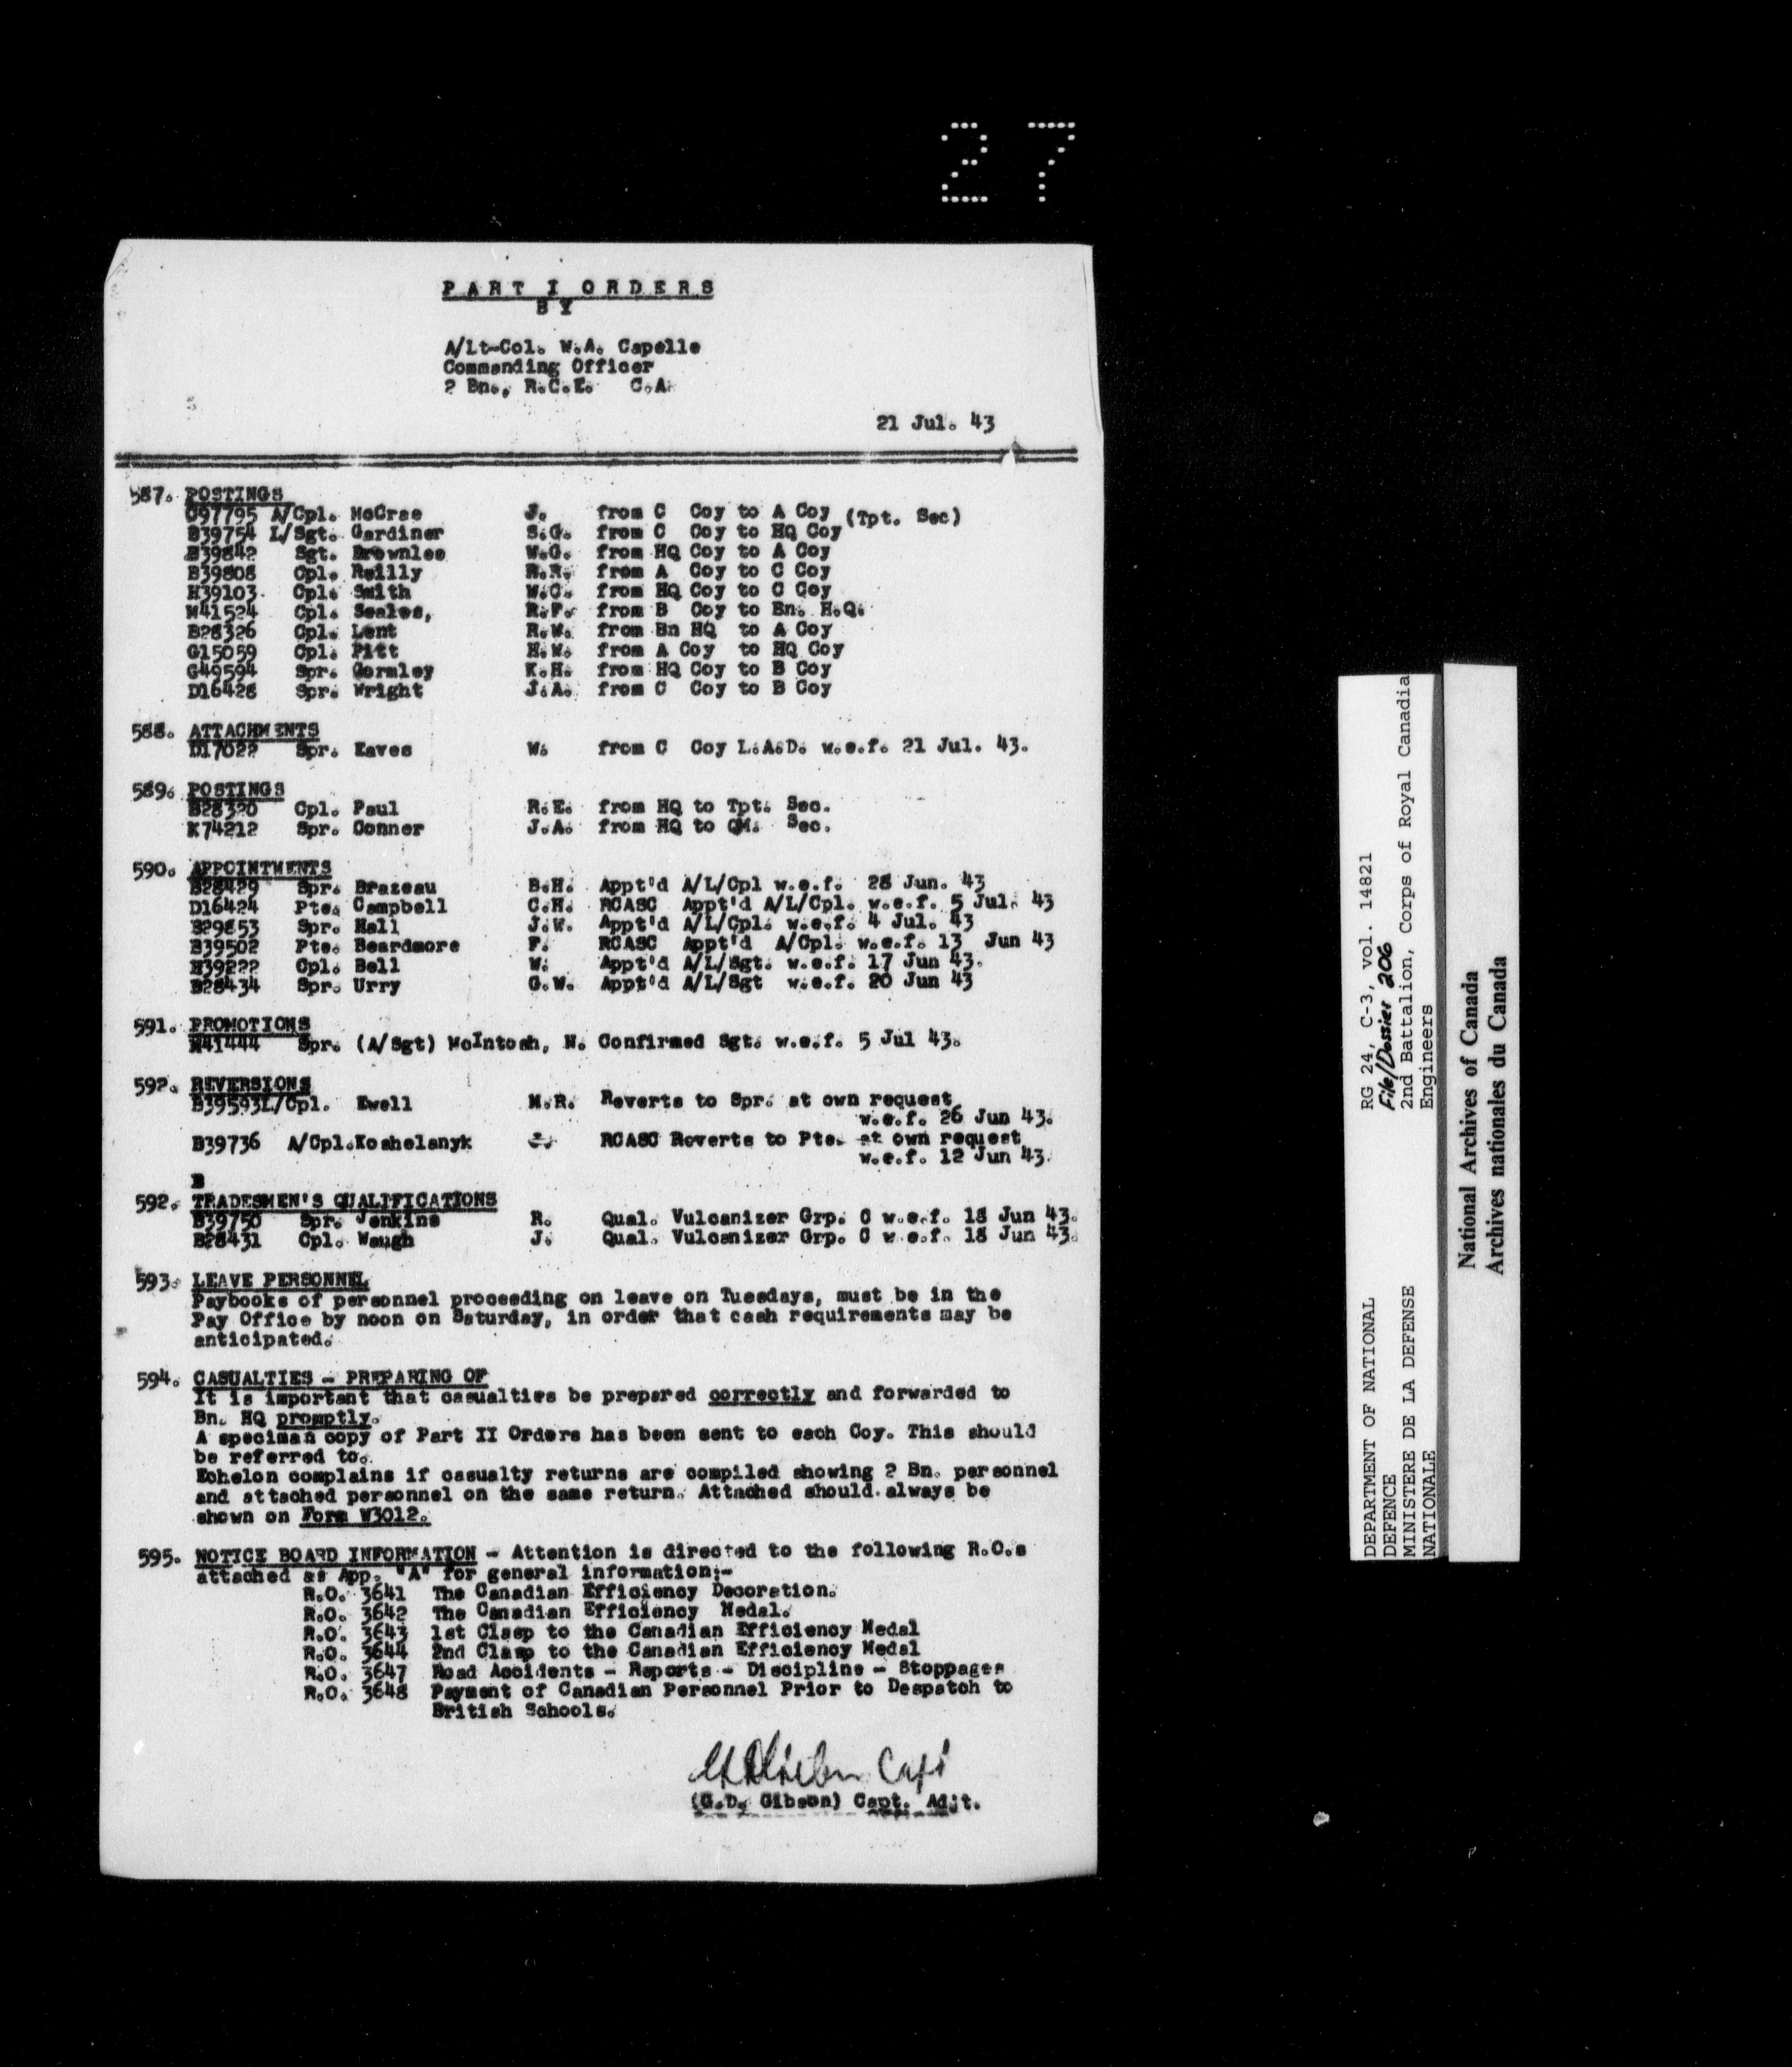 27
PART I ORDERS
BY
A/Lt-Col. W.A. Capelle
Commanding Officer
2 Bn., R.C.E. C.A.
21 Jul. 43
587. POSTINGS
G97795 A/Cpl. McCrae J. from C Coy to A Coy (Tpt. Sec)
B39754 L/Sgt. Gardiner S.G. from C Coy to HQ Coy
B39842 Sgt. Brownlee W.G. from HQ Coy to A Coy
B39808 Cpl. Reilly R.R. from A Coy to C Coy
H39103 Cpl. Smith W.C. from HQ Coy to C Coy
M41524 Cpl. Seales, R.F. from B Coy to Bn. H.Q.
B28326 Cpl. Lent R.W. from Bn HQ to A Coy
G15059 Cpl. Pitt H.W. from A Coy to HQ Coy
G49594 Spr. Gormley K.H. from HQ Coy to B Coy
D16428 Spr. Wright J.A. from C Coy to B Coy
588. ATTACHMENTS
D17022 Spr. Eaves W. from C Coy L.A.D. w.e.f. 21 Jul. 43.
589. POSTINGS
B28320 Cpl. Paul R.E. from HQ to Tpt. Sec.
K74212 Spr. Conner J.A. from HQ to QM. Sec.
590. APPOINTMENTS
B28429 Spr. Brazeau B.H. Appt'd A/L/Cpl w.e.f. 28 Jun. 43
D16424 Pte. Campbell C.H. RCASC Appt'd A/L/Cpl. w.e.f. 5 Jul. 43
B29853 Spr. Hall J.W. Appt'd A/L/Cpl. w.e.f. 4 Jul. 43
B39502 Pte. Beardmore F. RCASC Appt'd A/Cpl. w.e.f. 13 Jun 43
H39222 Cpl. Bell W. Appt'd A/L/Sgt. w.e.f. 17 Jun 43.
B28434 Spr. Urry G.W. Appt'd A/L/Sgt w.e.f. 20 Jun 43
591. PROMOTIONS
M41444 Spr. (A/Sgt) McIntosh, N. Confirmed Sgt. w.e.f. 5 Jul 43.
592. REVERSIONS
B39593L/Cpl. Ewell M.R. Reverts to Spr. at own request
w.e.f. 26 Jun 43.
B39736 A/Cpl.Koshelanyk J. RCASC Reverts to Pte. at own request
w.e.f. 12 Jun 43.
B
592. TRADESMEN'S QUALIFICATIONS
B39750 Spr. Jenkins R. Qual. Vulcanizer Grp. C w.e.f. 18 Jun 43.
B28431 Cpl. Waugh J. Qual. Vulcanizer Grp. C w.e.f. 18 Jun 43.
593. LEAVE PERSONNEL
Paybooks of personnel proceeding on leave on Tuesdays, must be in the
Pay Office by noon on Saturday, in order that cash requirements may be
anticipated.
594. CASUALTIES - PREPARING OF
It is important that casualties be prepared correctly and forwarded to
Bn. HQ promptly.
A speciman copy of Part II Orders has been sent to each Coy. This should
be referred to.
Echelon complains if casualty returns are compiled showing 2 Bn. personnel
and attached personnel on the same return. Attached should always be
shown on Form W3012.
595. NOTICE BOARD INFORMATION - Attention is directed to the following R.O.s
attached as App. "A" for general information:-
R.O. 3641 The Canadian Efficiency Decoration.
R.O. 3642 The Canadian Efficiency Medal.
R.O. 3643 1st Clasp to the Canadian Efficiency Medal
R.O. 3644 2nd Clasp to the Canadian Efficiency Medal
R.O. 3647 Road Accidents - Reports - Discipline - Stoppages
R.O. 3648 Payment of Canadian Personnel Prior to Despatch to
British Schools.
GDGibson Capt
(G.D. Gibson) Capt. Adjt.
DEPARTMENT OF NATIONAL
DEFENCE
MINISTERE DE LA DEFENSE
NATIONALE
RG 24, C-3, vol. 14821
File/Dossier 206
2nd Battalion, Corps of Royal Canadia
Engineers
National Archives of Canada
Archives nationales du Canada